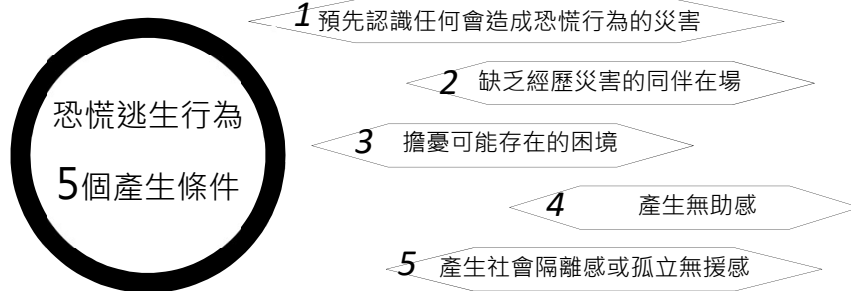 恐慌逃生行為
5個產生條件
1 預先認識任何會造成恐慌行為的災害
2 缺乏經歷災害的同伴在場
3 擔憂可能存在的困境
4 產生無助感
5 產生社會隔離感或孤立無援感